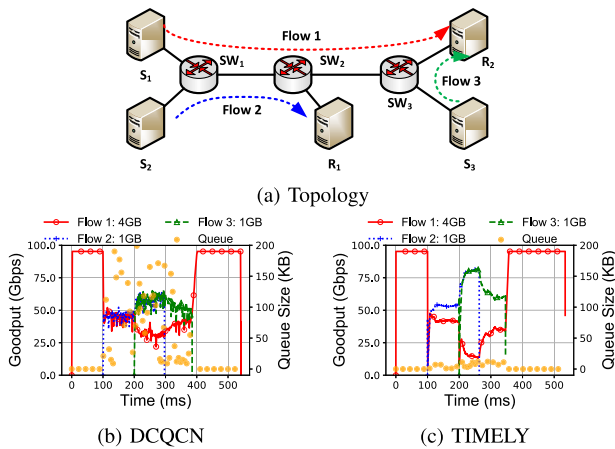 Flow 1
S1
SW1
SW2
R2
Flow 3
SW3
Flow 2
S2
R1
S3
(a) Topology
Flow 1: 4GB Flow 3: 1GB
Flow 2: 1GB Queue
100.0 200
75.0 150
50.0 100
25.0 50
0.0 0
0 100 200 300 400 500
Goodput (Gbps)
Queue Size (KB)
Time (ms)
(b) DCQCN
Flow 1: 4GB Flow 3: 1GB
Flow 2: 1GB Queue
100.0 200
75.0 150
50.0 100
25.0 50
0.0 0
0 100 200 300 400 500
Goodput (Gbps)
Queue Size (KB)
Time (ms)
(c) TIMELY